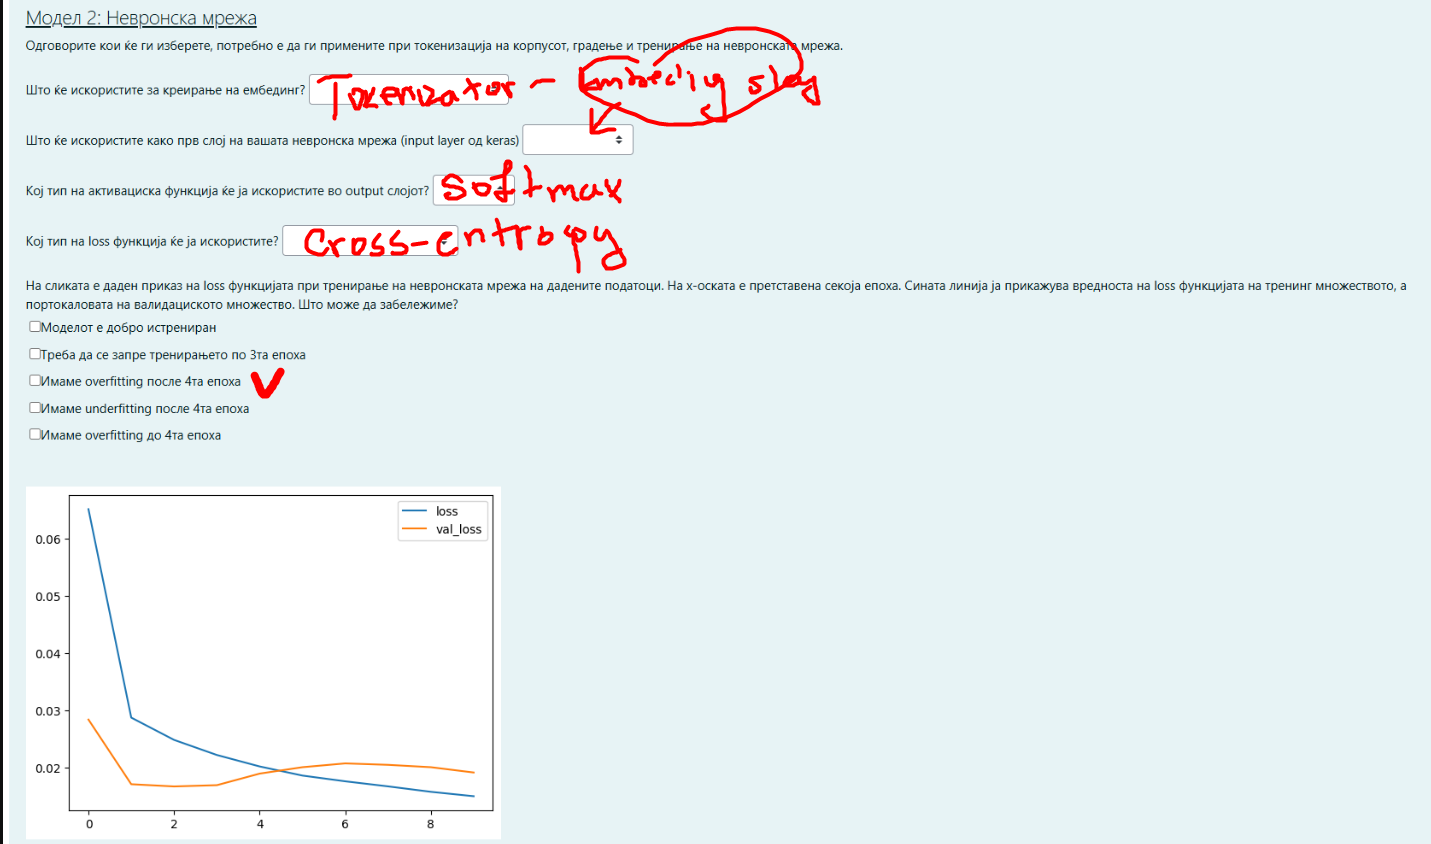 Модел 2: Невронска мрежа
Одговорите кои ќе ги изберете, потребно е да ги примените при токенизација на корпусот, градење и тренирање на невронската мрежа.
Што ќе искористите за креирање на ембединг? Tokenizator - Embeding sloj
Што ќе искористите како прв слој на вашата невронска мрежа (input layer од keras)
Кој тип на активациска функција ќе ја искористите во output слојот? Softmax
Кој тип на loss функција ќе ја искористите? Cross-entropy
На сликата е даден приказ на loss функцијата при тренирање на невронската мрежа на дадените податоци. На x-оската е претставена секоја епоха. Сината линија ја прикажува вредноста на loss функцијата на тренинг множеството, а
портокаловата на валидациското множество. Што може да забележиме?
Моделот е добро истрениран
Треба да се запре тренирањето по 3та епоха
Имаме overfitting после 4та епоха
Имаме underfitting после 4та епоха
Имаме overfitting до 4та епоха
loss
val_loss
0.06
0.05
0.04
0.03
0.02
0 2 4 6 8